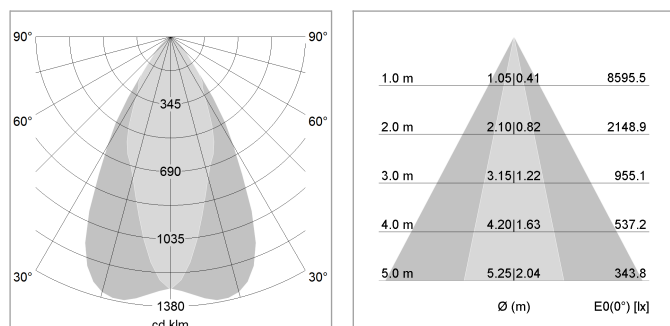 90° 90°
345
60° 60°
690
1035
30° 30°
1380
cd klm
1.0 m 1.05|0.41 8595.5
2.0 m 2.10|0.82 2148.9
3.0 m 3.15|1.22 955.1
4.0 m 4.20|1.63 537.2
5.0 m 5.25|2.04 343.8
Ø (m) E0(0°) [lx]